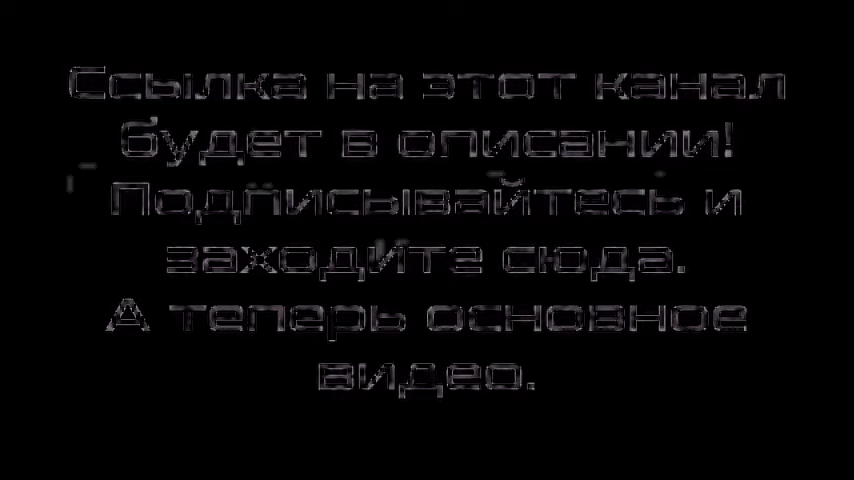 Ссылка на этот канал
будет в описании!
Подписывайтесь и
заходите сюда.
А теперь основное
видео.